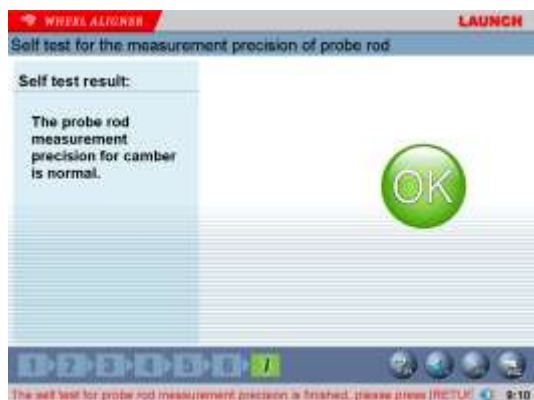 WHEEL ALIGNER
LAUNCH
Self test for the measurement precision of probe rod
Self test result:
The probe rod
measurement
precision for camber
is normal.
OK
1 2 3 4 5 6 7
The self test for probe rod measurement precision is finished, please press [RETU
9:10